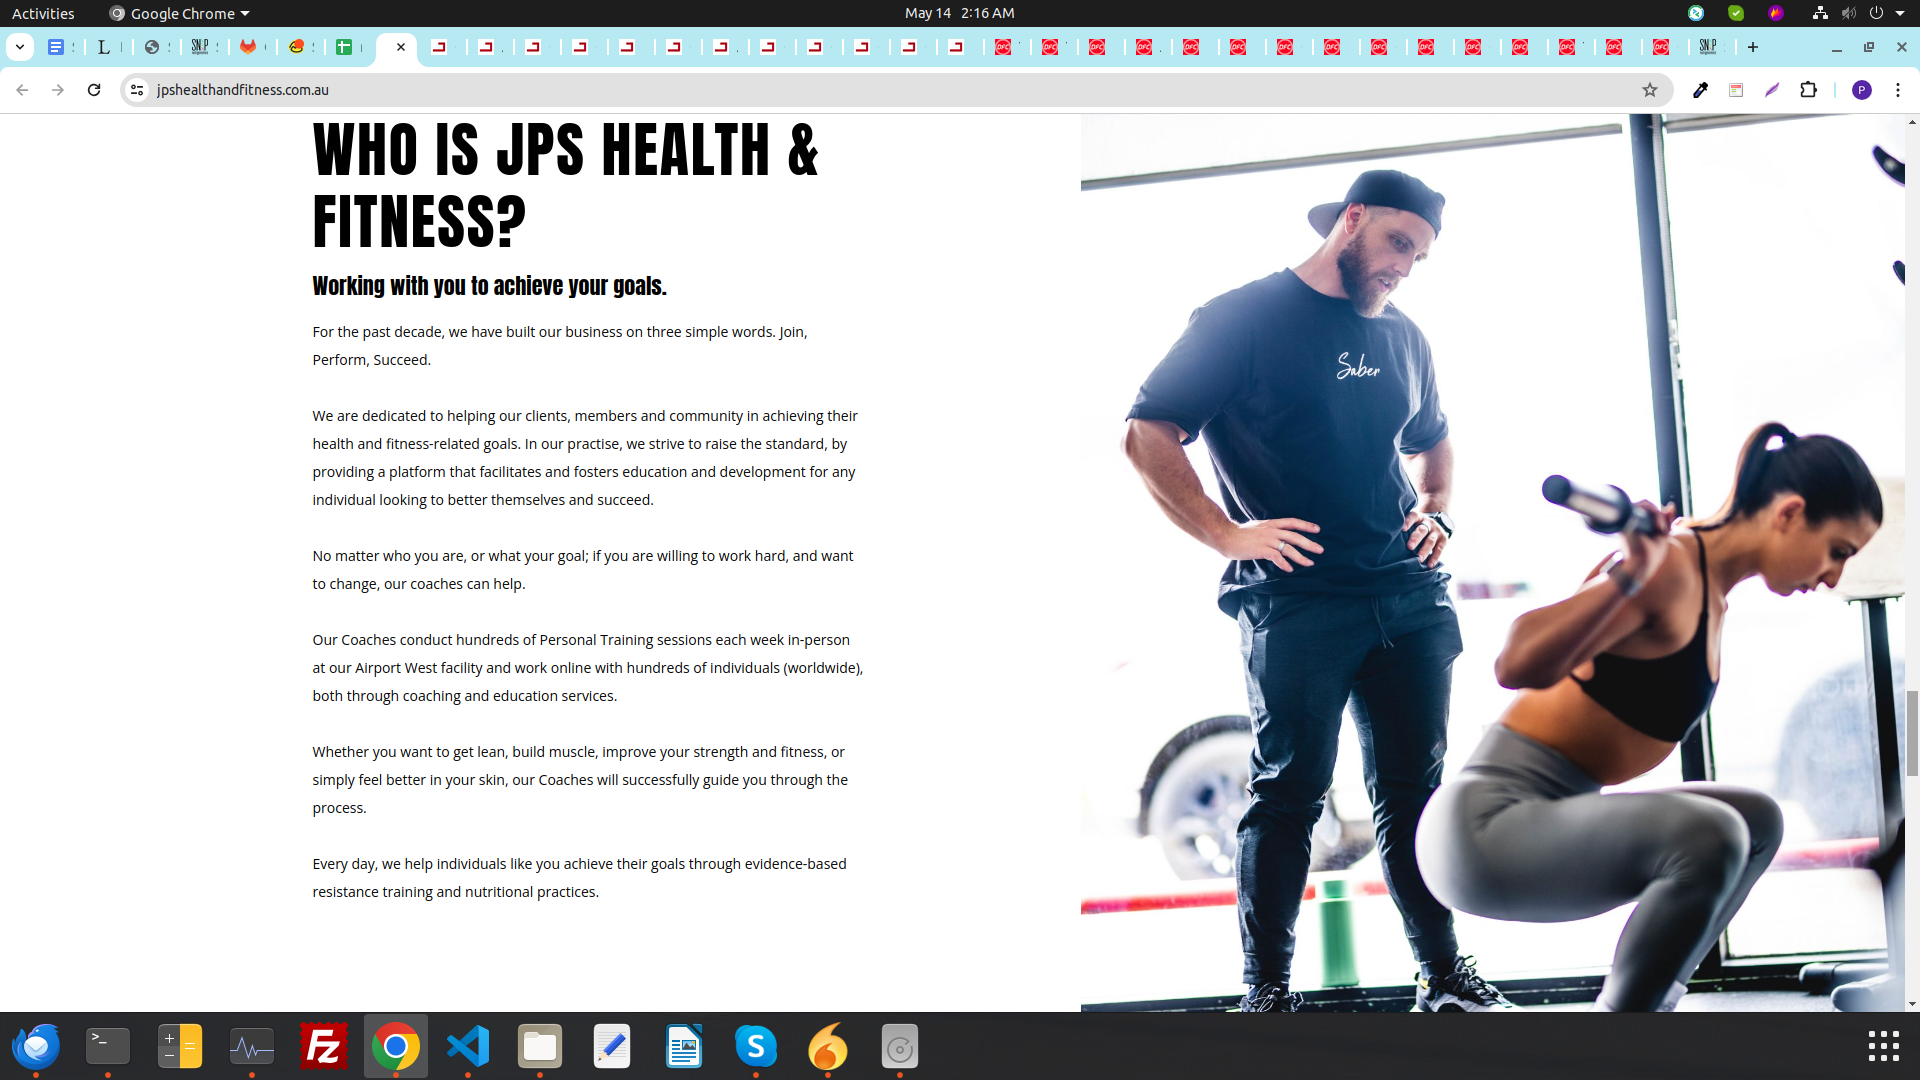 Activities
Google Chrome
May 14 2:16 AM
jpshealthandfitness.com.au
P
WHO IS JPS HEALTH &
FITNESS?
Working with you to achieve your goals.
For the past decade, we have built our business on three simple words. Join,
Perform, Succeed.
We are dedicated to helping our clients, members and community in achieving their
health and fitness-related goals. In our practise, we strive to raise the standard, by
providing a platform that facilitates and fosters education and development for any
individual looking to better themselves and succeed.
No matter who you are, or what your goal; if you are willing to work hard, and want
to change, our coaches can help.
Our Coaches conduct hundreds of Personal Training sessions each week in-person
at our Airport West facility and work online with hundreds of individuals (worldwide),
both through coaching and education services.
Whether you want to get lean, build muscle, improve your strength and fitness, or
simply feel better in your skin, our Coaches will successfully guide you through the
process.
Every day, we help individuals like you achieve their goals through evidence-based
resistance training and nutritional practices.
Saber